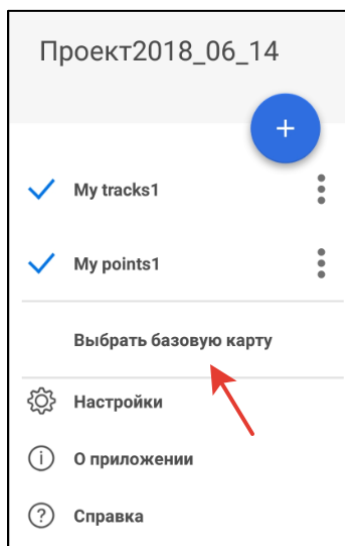 Проект2018_06_14
+
My tracks1
My points1
Выбрать базовую карту
Настройки
О приложении
Справка